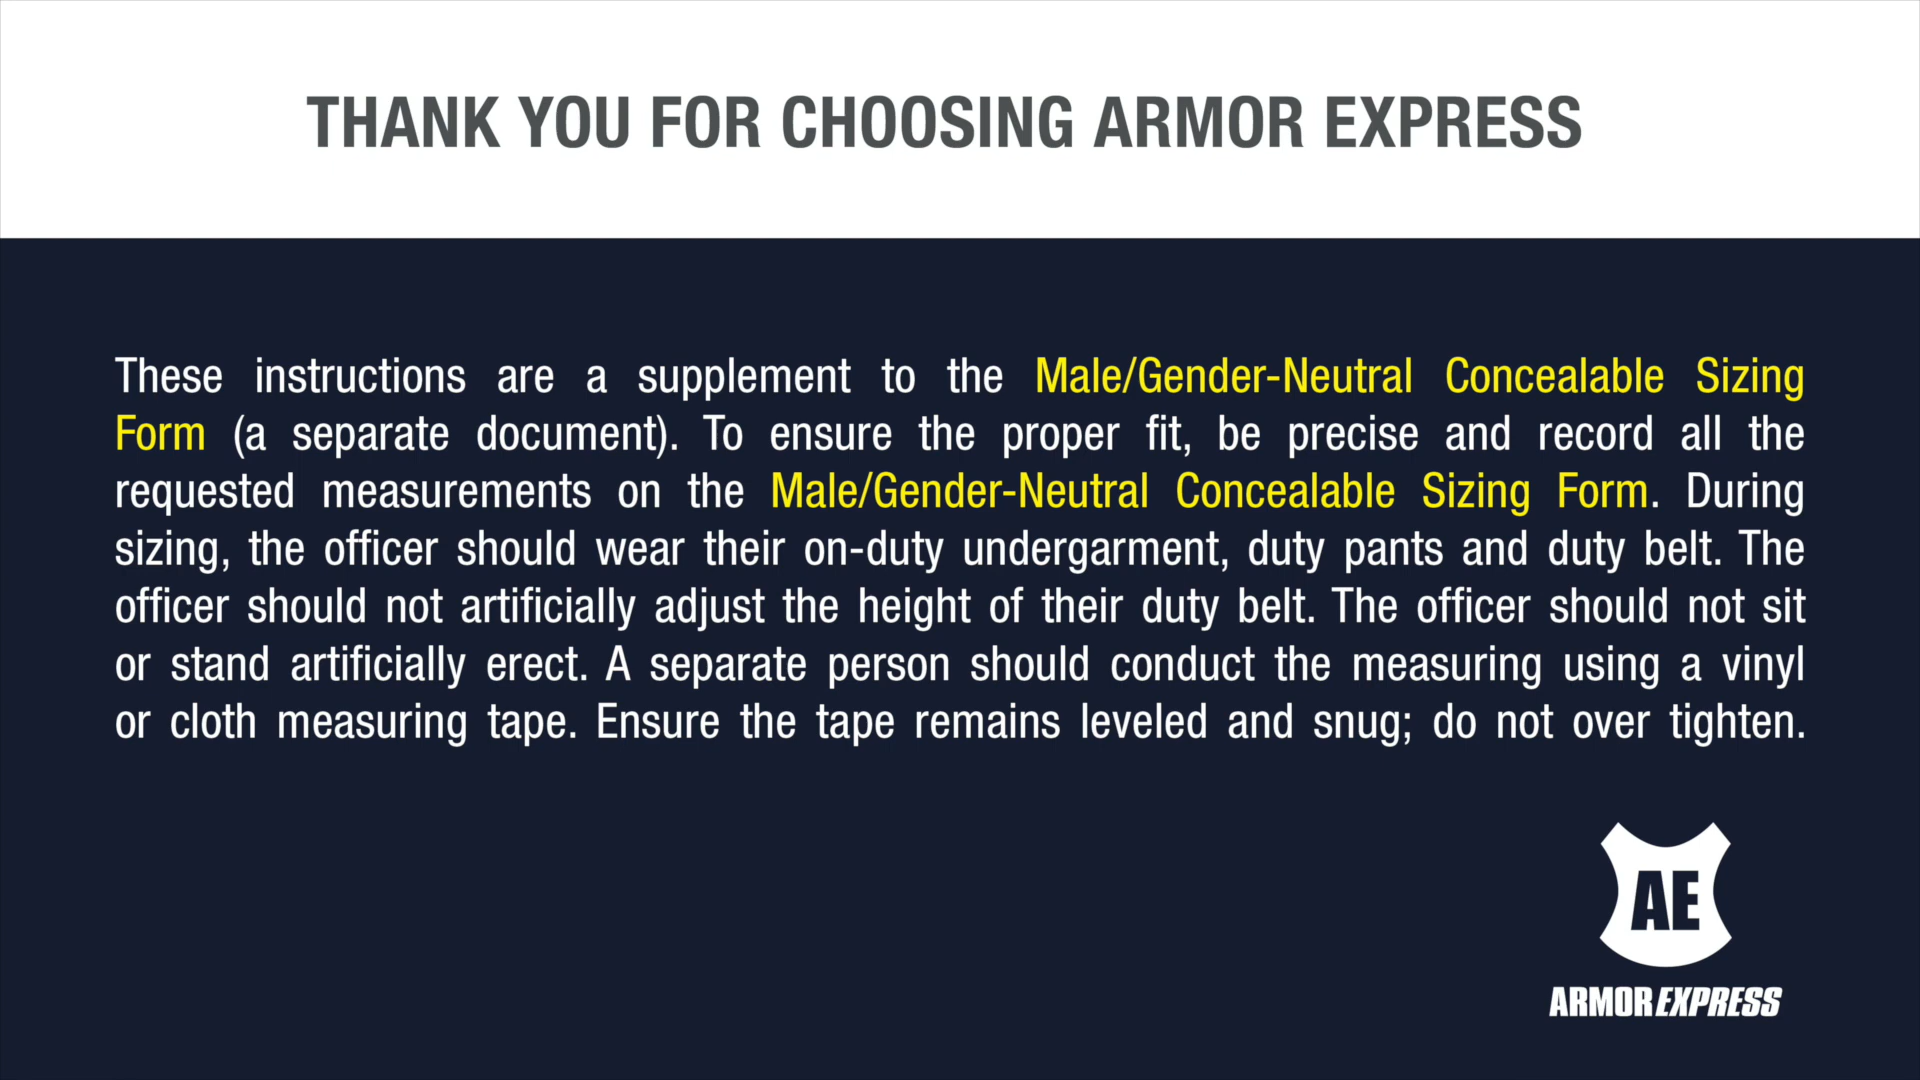 THANK YOU FOR CHOOSING ARMOR EXPRESS
These instructions are a supplement to the Male/Gender-Neutral Concealable Sizing
Form (a separate document). To ensure the proper fit, be precise and record all the
requested measurements on the Male/Gender-Neutral Concealable Sizing Form. During
sizing, the officer should wear their on-duty undergarment, duty pants and duty belt. The
officer should not artificially adjust the height of their duty belt. The officer should not sit
or stand artificially erect. A separate person should conduct the measuring using a vinyl
or cloth measuring tape. Ensure the tape remains leveled and snug; do not over tighten.
AE
ARMOR EXPRESS